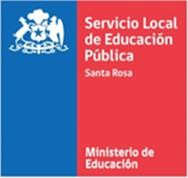 Servicio Local
de Educación
Pública
Santa Rosa
Ministerio de
Educación